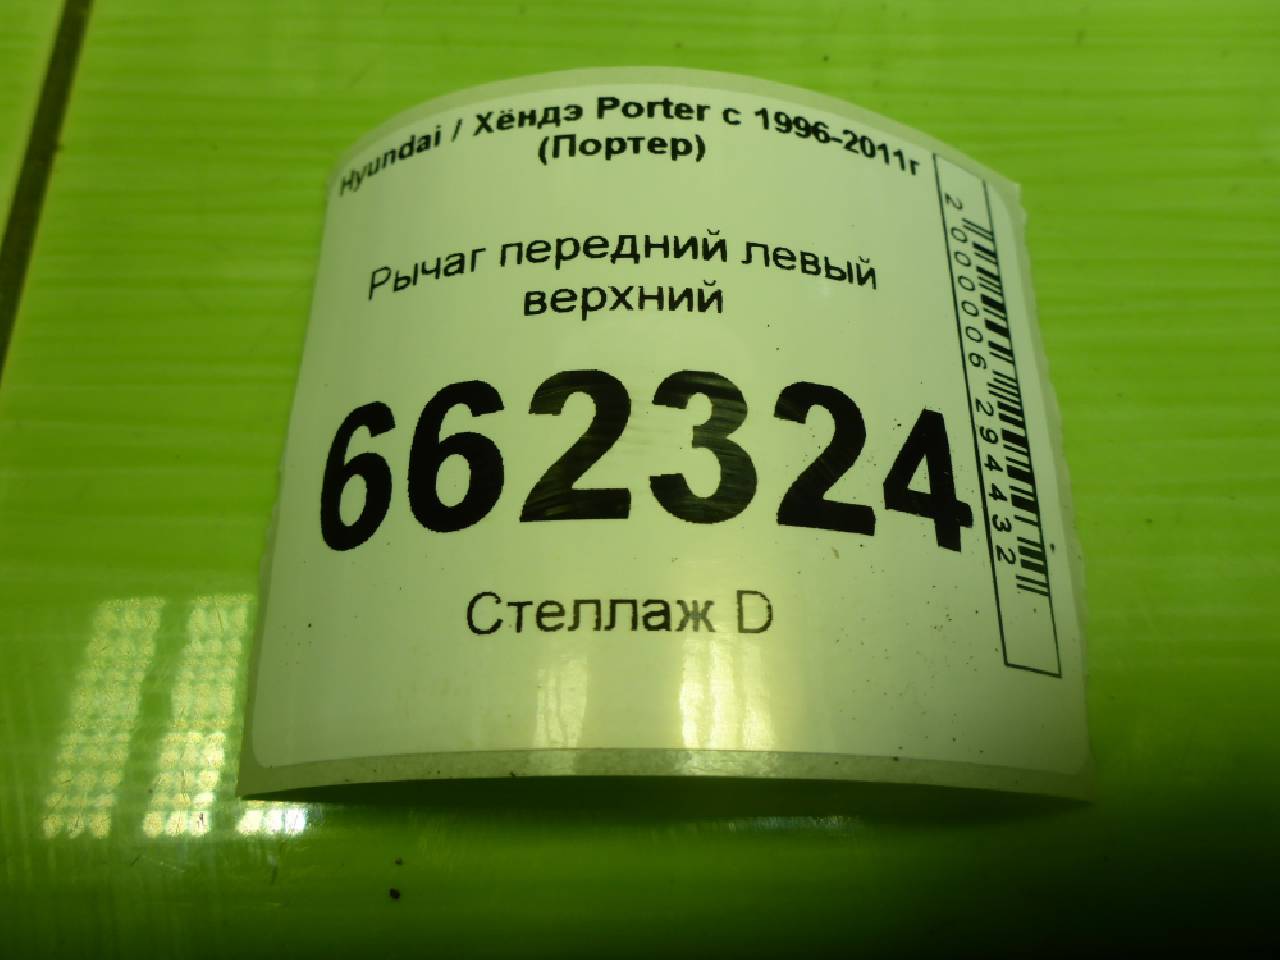 Hyundai / Хёндэ Porter с 1996-2011г
(Портер)
Рычаг передний левый
верхний
662324
Стеллаж D
2000006294432